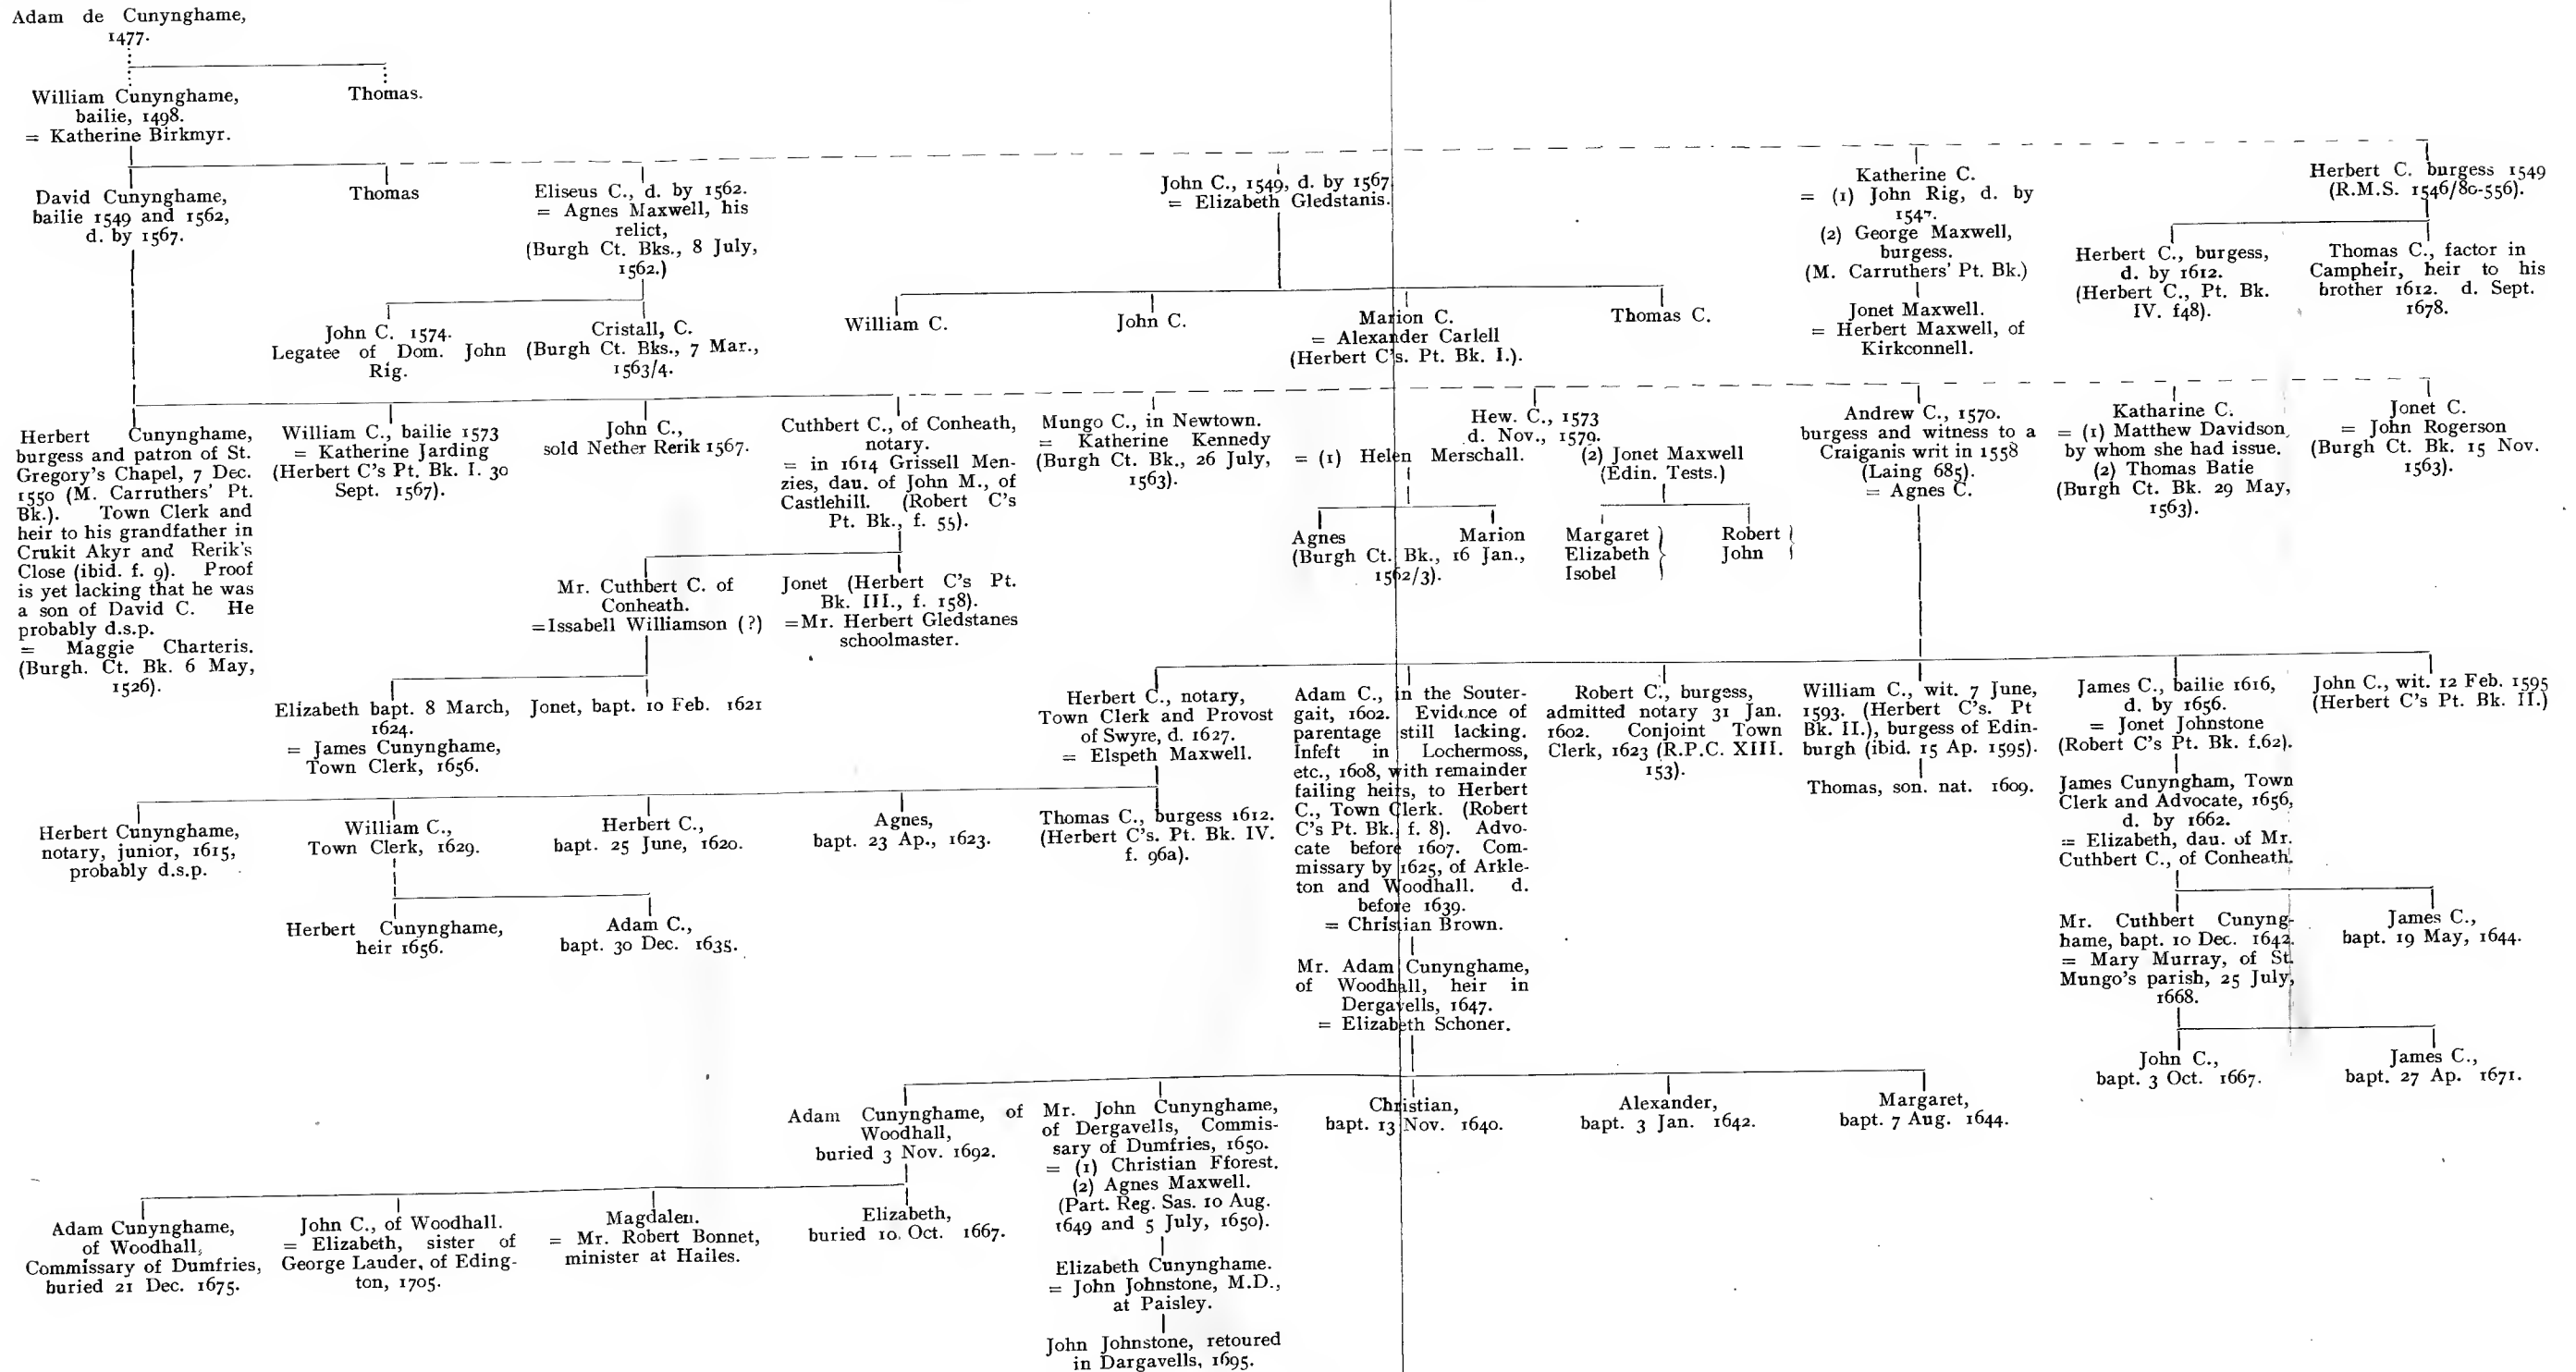 Adam de Cunynghame,
1477.
William Cunynghame,
bailie, 1498.
= Katherine Birkmyr.
Thomas.
David Cunynghame,
bailie 1549 and 1562,
d. by 1567.
Thomas
Eliseus C., d. by 1562.
= Agnes Maxwell, his
relict,
(Burgh Ct. Bks., 8 July,
1562.)
John C., 1549, d. by 1567
= Elizabeth Gledstanis.
Katherine C.
= (1) John Rig, d. by
1547.
(2) George Maxwell,
burgess.
(M. Carruthers' Pt. Bk.)
Herbert C. burgess 1549
(R.M.S. 1546/80-556).
John C. 1574.
Legatee of Dom. John
Rig.
Cristall, C.
(Burgh Ct. Bks., 7 Mar.,
1563/4.
William C.
John C.
Marion C.
= Alexander Carlell
(Herbert C's. Pt. Bk. I.).
Thomas C.
Jonet Maxwell.
= Herbert Maxwell, of
Kirkconnell.
Herbert C., burgess,
d. by 1612.
(Herbert C., Pt. Bk.
IV. f48).
Thomas C., factor in
Campheir, heir to his
brother 1612. d. Sept.
1678.
Herbert Cunynghame,
burgess and patron of St.
Gregory's Chapel, 7 Dec.
1550 (M. Carruthers' Pt.
Bk.). Town Clerk and
heir to his grandfather in
Crukit Akyr and Rerik's
Close (ibid. f. 9). Proof
is yet lacking that he was
a son of David C. He
probably d.s.p.
= Maggie Charteris.
(Burgh. Ct. Bk. 6 May,
1526).
William C., bailie 1573
= Katherine Jarding
(Herbert C's Pt. Bk. I. 30
Sept. 1567).
John C.,
sold Nether Rerik 1567.
Cuthbert C., of Conheath,
notary.
= in 1614 Grissell Men-
zies, dau. of John M., of
Castlehill. (Robert C's
Pt. Bk., f. 55).
Mungo C., in Newtown.
= Katherine Kennedy
(Burgh Ct. Bk., 26 July,
1563).
Hew. C., 1573
d. Nov., 1579.
= (1) Helen Merschall.
(2) Jonet Maxwell
(Edin. Tests.)
Andrew C., 1570.
burgess and witness to a
Craiganis writ in 1558
(Laing 685).
= Agnes C.
Katharine C.
= (1) Matthew Davidson,
by whom she had issue.
(2) Thomas Batie
(Burgh Ct. Bk. 29 May,
1563).
Jonet C.
= John Rogerson
(Burgh Ct. Bk. 15 Nov.
1563).
Agnes Marion
(Burgh Ct. Bk., 16 Jan.,
1562/3).
Margaret
Elizabeth
Isobel
Robert
John
Mr. Cuthbert C. of
Conheath.
=Issabell Williamson (?)
Jonet (Herbert C's Pt.
Bk. III., f. 158).
=Mr. Herbert Gledstanes
schoolmaster.
Elizabeth bapt. 8 March,
1624.
= James Cunynghame,
Town Clerk, 1656.
Jonet, bapt. 10 Feb. 1621
Herbert C., notary,
Town Clerk and Provost
of Swyre, d. 1627.
= Elspeth Maxwell.
Adam C., in the Souter-
gait, 1602. Evidence of
parentage still lacking.
Infeft in Lochermoss,
etc., 1608, with remainder
failing heirs, to Herbert
C., Town Clerk. (Robert
C's Pt. Bk. f. 8). Advo-
cate before 1607. Com-
missary by 1625, of Arkle-
ton and Woodhall. d.
before 1639.
= Christian Brown.
Robert C., burgess,
admitted notary 31 Jan.
1602. Conjoint Town
Clerk, 1623 (R.P.C. XIII.
153).
William C., wit. 7 June,
1593. (Herbert C's. Pt
Bk. II.), burgess of Edin-
burgh (ibid. 15 Ap. 1595).
Thomas, son. nat. 1609.
James C., bailie 1616,
d. by 1656.
= Jonet Johnstone
(Robert C's Pt. Bk. f.62).
John C., wit. 12 Feb. 1595
(Herbert C's Pt. Bk. II.)
James Cunyngham, Town
Clerk and Advocate, 1656,
d. by 1662.
= Elizabeth, dau. of Mr.
Cuthbert C., of Conheath.
Herbert Cunynghame,
notary, junior, 1615,
probably d.s.p.
William C.,
Town Clerk, 1629.
Herbert C.,
bapt. 25 June, 1620.
Agnes,
bapt. 23 Ap., 1623.
Thomas C., burgess 1612.
(Herbert C's. Pt. Bk. IV.
f. 96a).
Herbert Cunynghame,
heir 1656.
Adam C.,
bapt. 30 Dec. 1635.
Mr. Adam Cunynghame,
of Woodhall, heir in
Dergavells, 1647.
= Elizabeth Schoner.
Mr. Cuthbert Cunyng-
hame, bapt. 10 Dec. 1642.
= Mary Murray, of St.
Mungo's parish, 25 July,
1668.
James C.,
bapt. 19 May, 1644.
John C.,
bapt. 3 Oct. 1667.
James C.,
bapt. 27 Ap. 1671.
Adam Cunynghame, of
Woodhall,
buried 3 Nov. 1692.
Mr. John Cunynghame,
of Dergavells, Commis-
sary of Dumfries, 1650.
= (1) Christian Fforest.
(2) Agnes Maxwell.
(Part. Reg. Sas. 10 Aug.
1649 and 5 July, 1650).
Christian,
bapt. 13 Nov. 1640.
Alexander,
bapt. 3 Jan. 1642.
Margaret,
bapt. 7 Aug. 1644.
Adam Cunynghame,
of Woodhall,
Commissary of Dumfries,
buried 21 Dec. 1675.
John C., of Woodhall.
= Elizabeth, sister of
George Lauder, of Eding-
ton, 1705.
Magdalen.
= Mr. Robert Bonnet,
minister at Hailes.
Elizabeth,
buried 10. Oct. 1667.
Elizabeth Cunynghame.
= John Johnstone, M.D.,
at Paisley.
John Johnstone, retoured
in Dargavells, 1695.